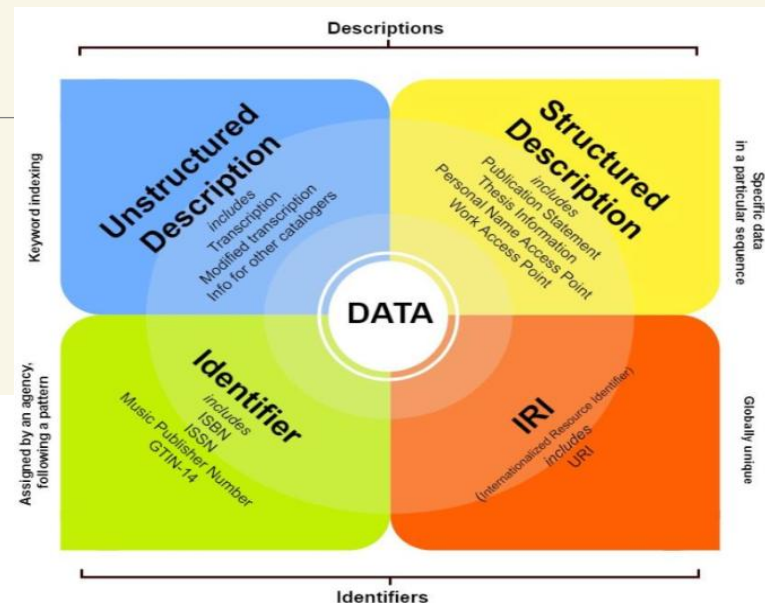 Descriptions
Keyword indexing
Unstructured
Description
includes
Transcription
Modified transcription
Info for other catalogers
Structured
Description
includes
Publication Statement
Thesis Information
Personal Name Access Point
Work Access Point
Specific data
in a particular sequence
DATA
Assigned by an agency,
following a pattern
Identifier
includes
ISBN
ISSN
Music Publisher Number
GTIN-14
IRI
(Internationalized Resource Identifier)
includes
URI
Globally unique
Identifiers